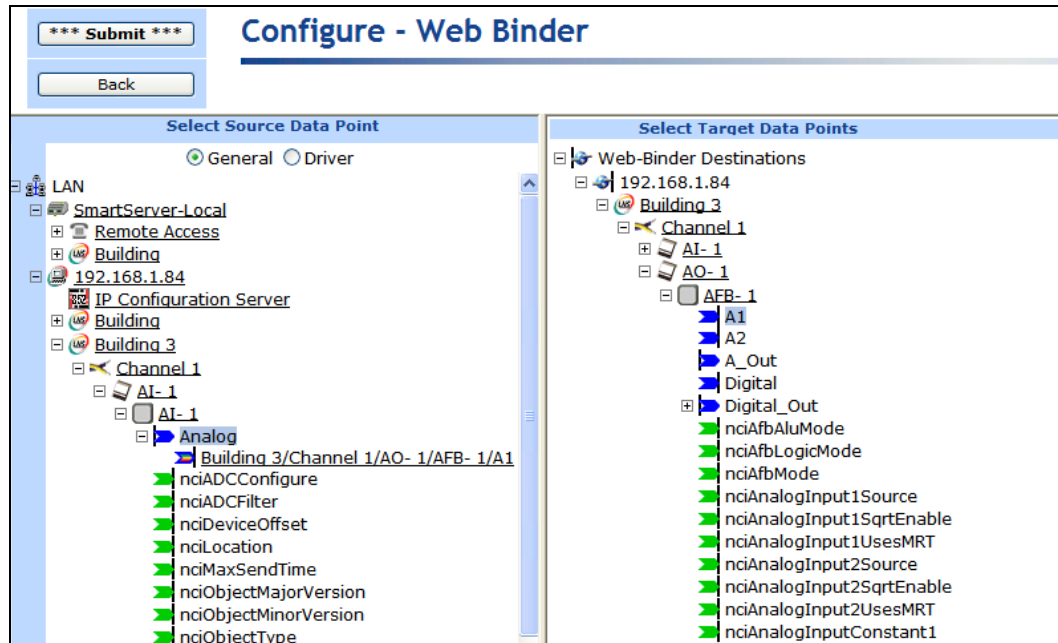 *** Submit ***
Configure - Web Binder
Back
Select Source Data Point
General Driver
LAN
SmartServer-Local
Remote Access
Building
192.168.1.84
IP Configuration Server
Building
Building 3
Channel 1
AI- 1
AI- 1
Analog
Building 3/Channel 1/AO- 1/AFB- 1/A1
nciADCConfigure
nciADCFilter
nciDeviceOffset
nciLocation
nciMaxSendTime
nciObjectMajorVersion
nciObjectMinorVersion
nciObjectType
Select Target Data Points
Web-Binder Destinations
192.168.1.84
Building 3
Channel 1
AI- 1
AO- 1
AFB- 1
A1
A2
A_Out
Digital
Digital_Out
nciAfbAluMode
nciAfbLogicMode
nciAfbMode
nciAnalogInput1Source
nciAnalogInput1SqrtEnable
nciAnalogInput1UsesMRT
nciAnalogInput2Source
nciAnalogInput2SqrtEnable
nciAnalogInput2UsesMRT
nciAnalogInputConstant1